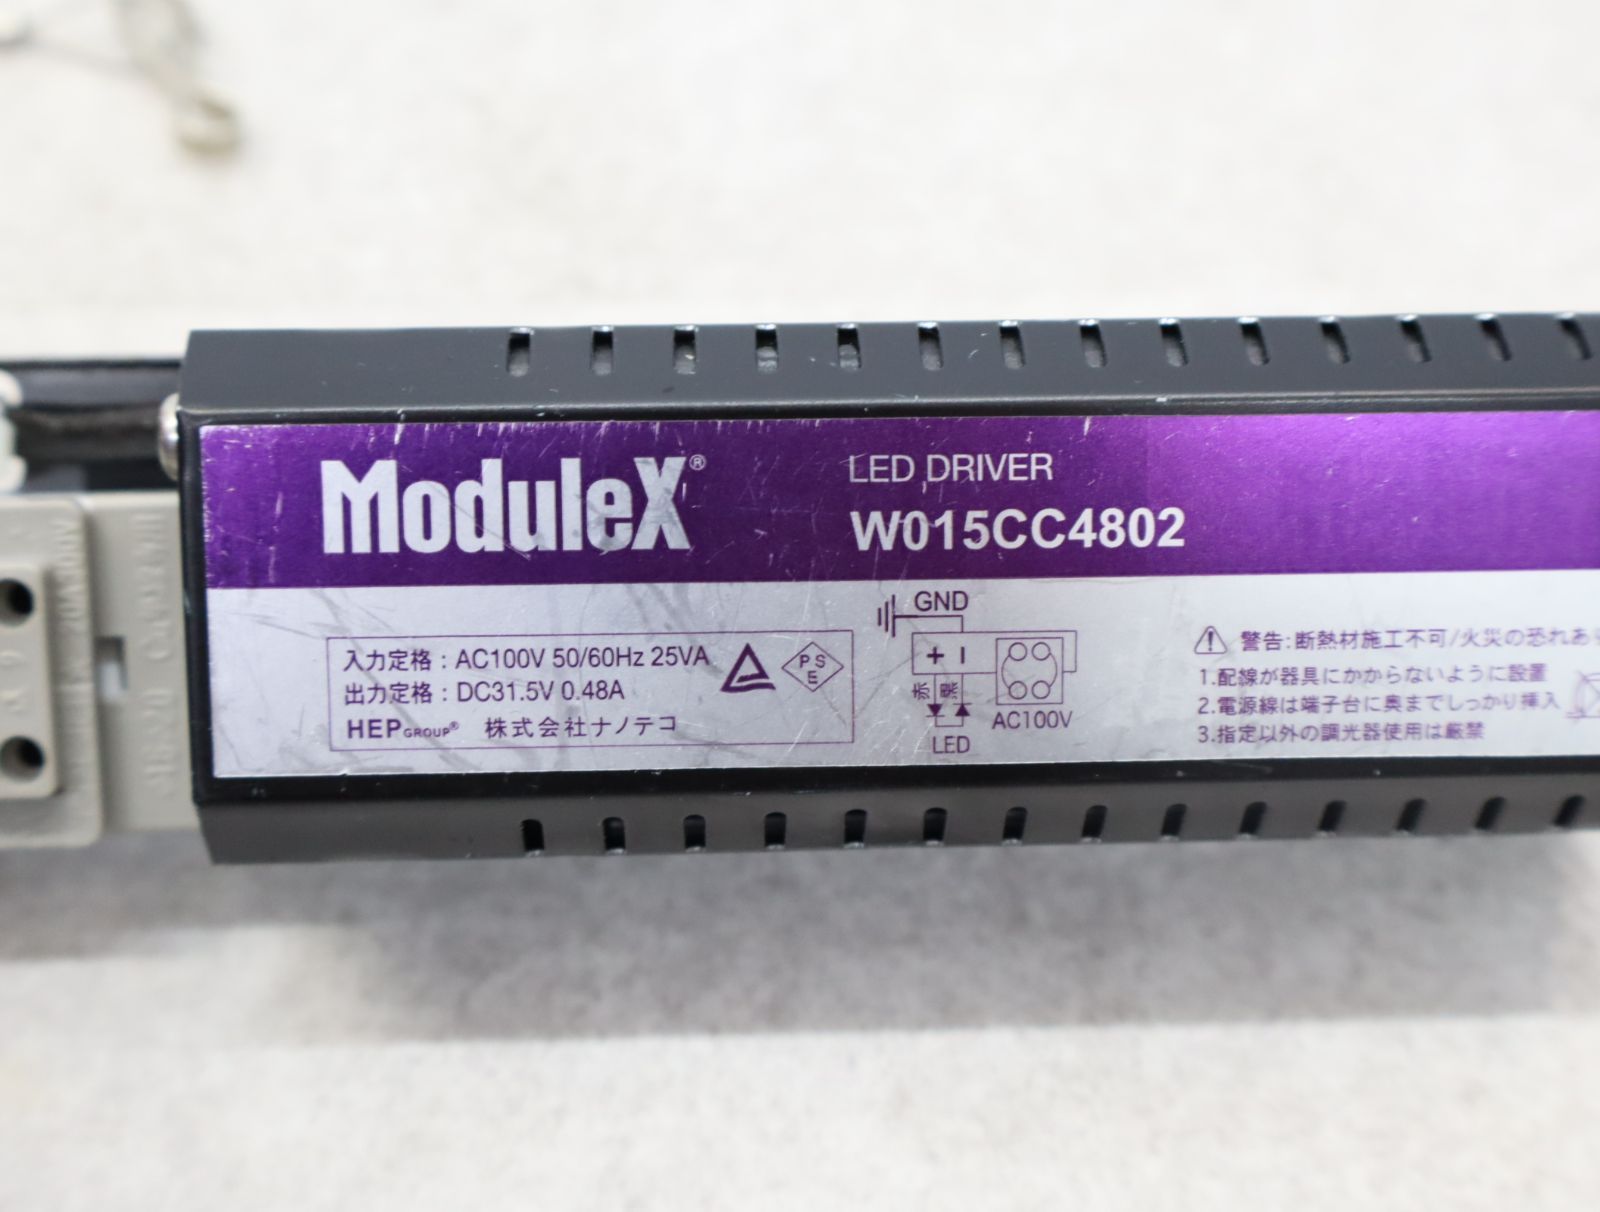 ModuleX®
LED DRIVER
W015CC4802
入力定格：AC100V 50/60Hz 25VA
出力定格：DC31.5V 0.48A
HEP GROUP® 株式会社ナノテコ
PS
E
GND
+ −
赤 黒
LED
AC100V
警告:断熱材施工不可/火災の恐れあ
1.配線が器具にかからないように設置
2.電源線は端子台に奥までしっかり挿入
3.指定以外の調光器使用は厳禁